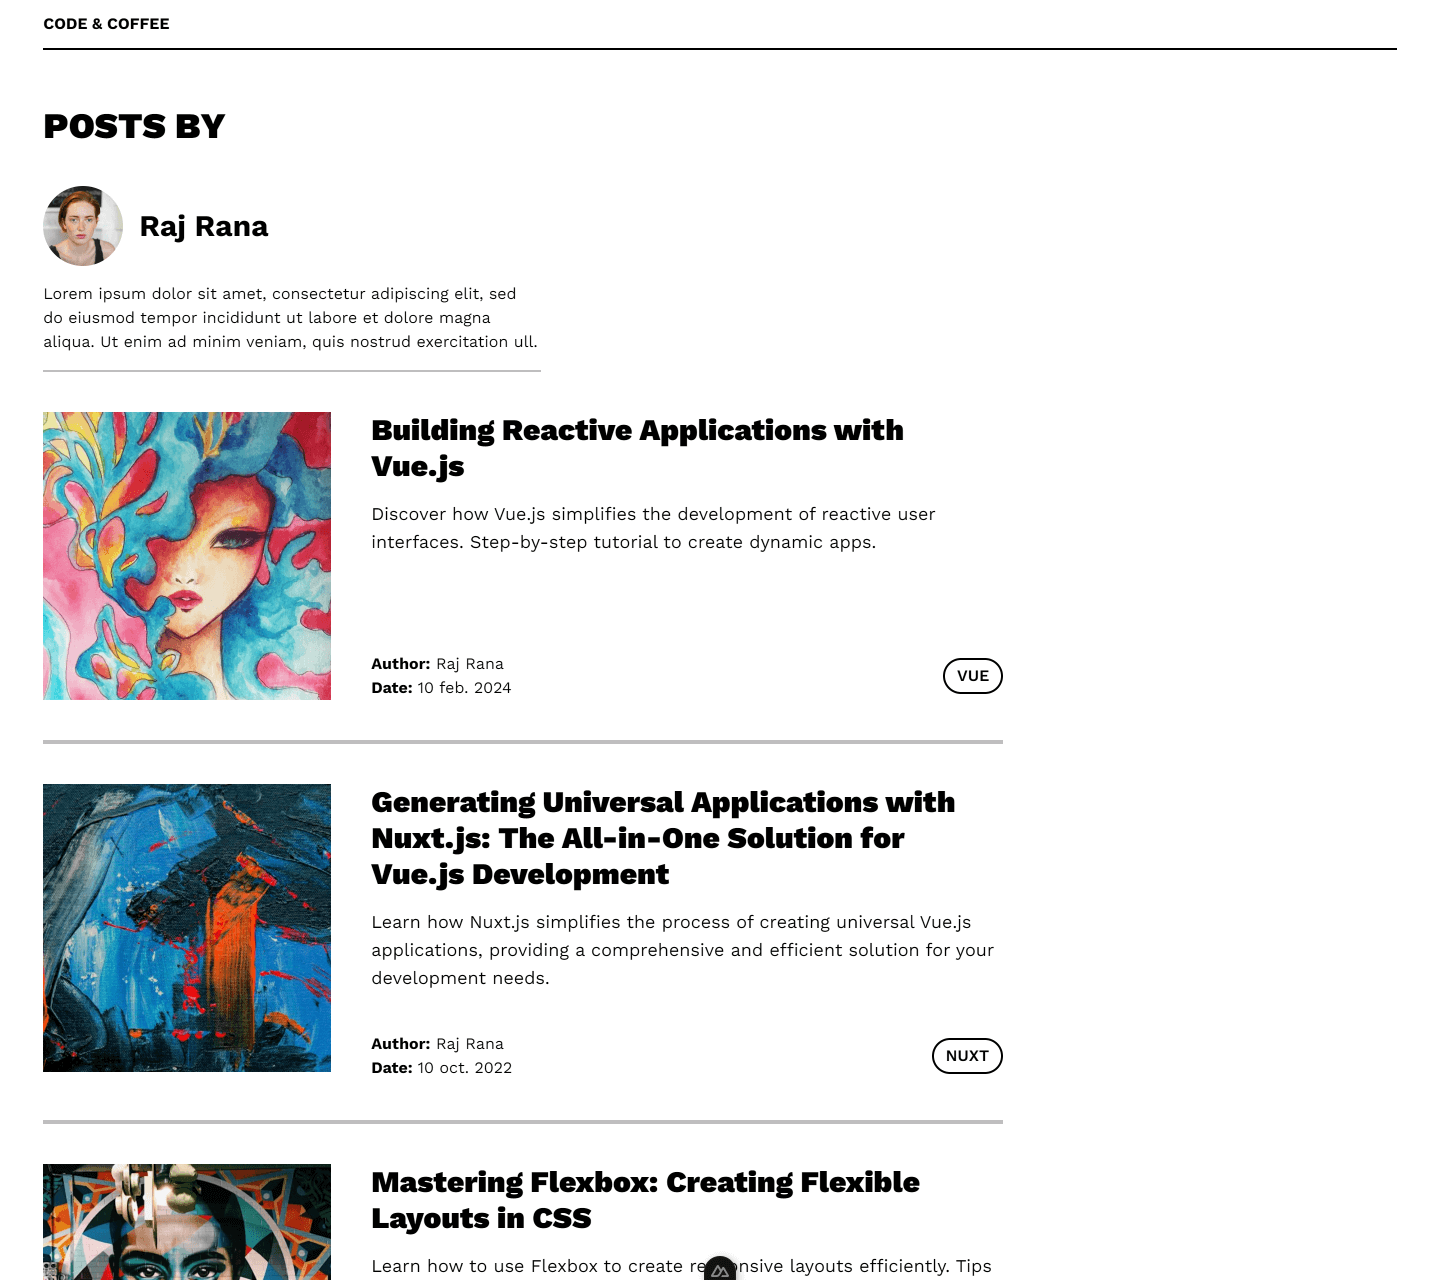 CODE & COFFEE
POSTS BY
Raj Rana
Lorem ipsum dolor sit amet, consectetur adipiscing elit, sed
do eiusmod tempor incididunt ut labore et dolore magna
aliqua. Ut enim ad minim veniam, quis nostrud exercitation ull.
Building Reactive Applications with
Vue.js
Discover how Vue.js simplifies the development of reactive user
interfaces. Step-by-step tutorial to create dynamic apps.
Author: Raj Rana
Date: 10 feb. 2024
VUE
Generating Universal Applications with
Nuxt.js: The All-in-One Solution for
Vue.js Development
Learn how Nuxt.js simplifies the process of creating universal Vue.js
applications, providing a comprehensive and efficient solution for your
development needs.
Author: Raj Rana
Date: 10 oct. 2022
NUXT
Mastering Flexbox: Creating Flexible
Layouts in CSS
Learn how to use Flexbox to create responsive layouts efficiently. Tips